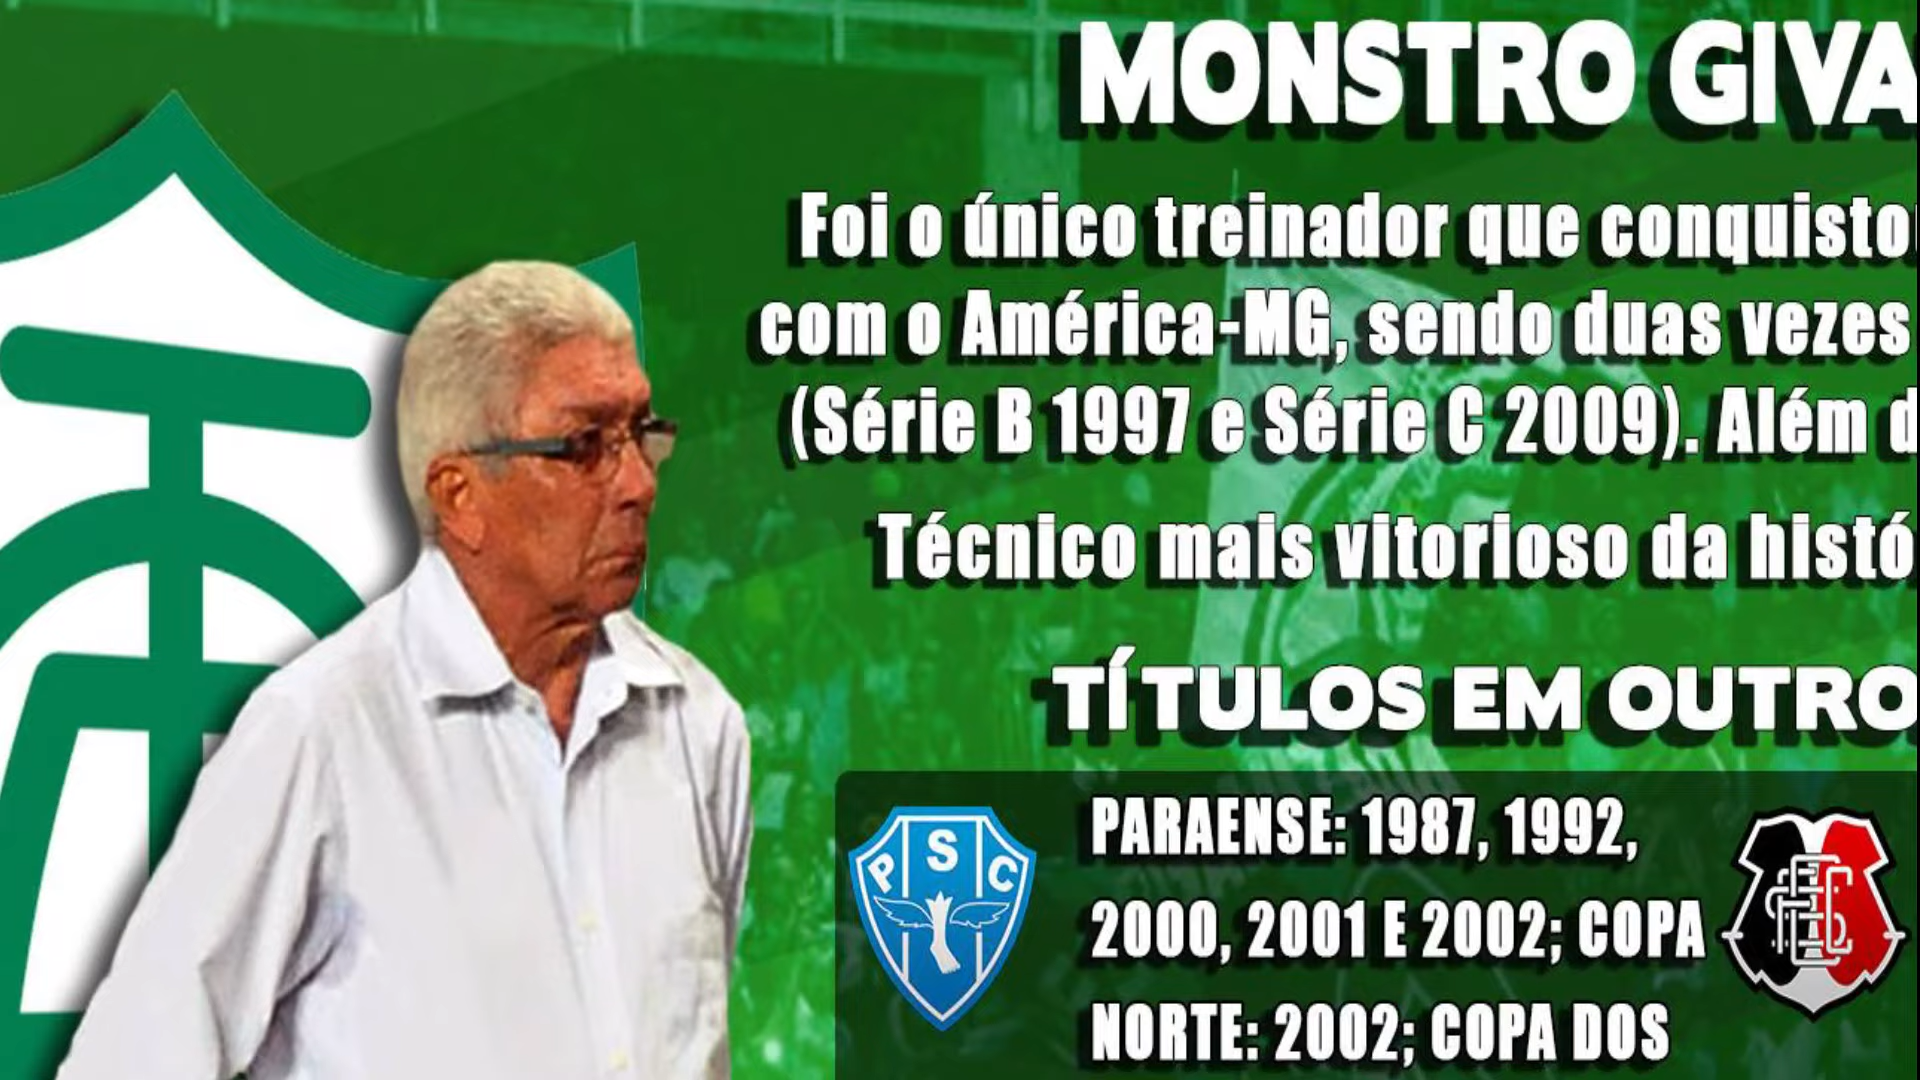 MONSTRO GIVA
Foi o único treinador que conquisto
com o América-MG, sendo duas vezes
(Série B 1997 e Série C 2009). Além d
Técnico mais vitorioso da histó
TÍTULOS EM OUTRO
PARAENSE: 1987, 1992,
2000, 2001 E 2002; COPA
NORTE: 2002; COPA DOS
PSC